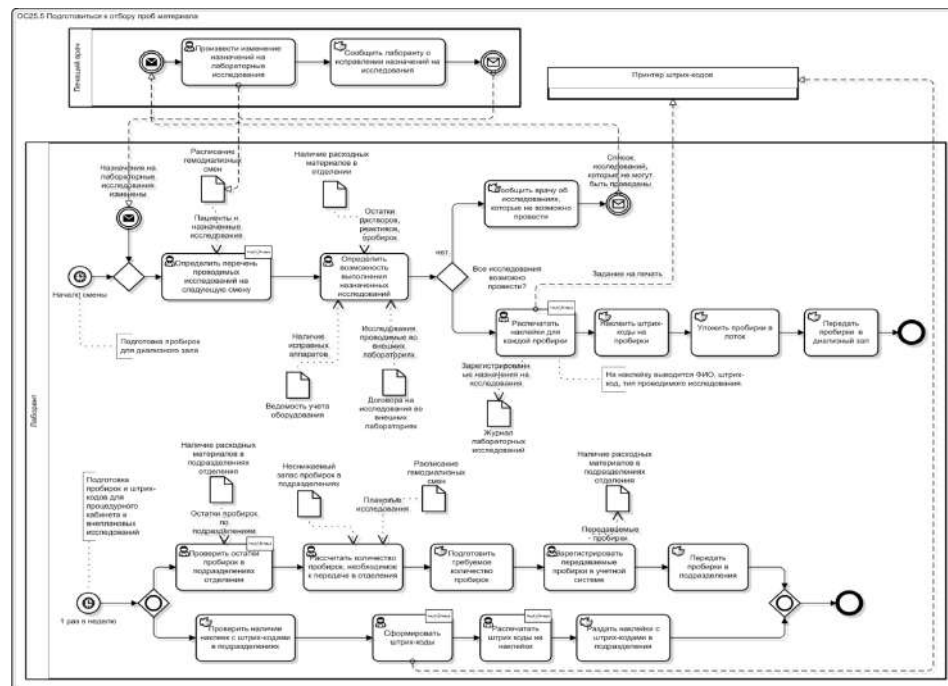 ОС25.5 Подготовиться к отбору проб материала
Лечащий врач
Произвести изменение
назначений на
лабораторные
исследования
Сообщить лаборанту о
исправлении назначений на
исследования
Принтер штрих-кодов
Лаборант
Назначение на
лабораторные
исследования
изменены
Расписание
гемодиализных
смен
Пациенты и
назначенные
исследования
Наличие расходных
материалов в
отделении
Остатки
растворов,
реактивов,
пробирок
Сообщить врачу об
исследованиях,
которые не возможно
провести
Список
исследований,
которые не могут
быть проведены
Начало смены
Определить перечень
проводимых
исследований на
следующую смену
Определить
возможность
выполнения
назначенных
исследований
нет
Все исследования
возможно
провести?
Задание на печать
Распечатать
наклейки для
каждой пробирки
Наклеить штрих-
коды на
пробирки
Уложить пробирки в
лоток
Передать
пробирки в
диализный зал
Подготовка пробирок
для диализного зала
Наличие
исправных
аппаратов
Ведомость учета
оборудования
Исследования
проводимые во
внешних
лабораториях
Договора на
исследования во
внешних
лабораториях
Зарегистрирован
ные назначения на
исследования
Журнал
лабораторных
исследований
На наклейку выводится ФИО, штрих-
код, тип проводимого исследования
Подготовка
пробирок и штрих-
кодов для
процедурного
кабинета и
внеплановых
исследований
Наличие расходных
материалов в
подразделениях
отделения
Остатки пробирок
по
подразделениям
Неснижаемый
запас пробирок в
подразделениях
Расписание
гемодиализных
смен
Плановые
исследования
Наличие расходных
материалов в
подразделениях
отделения
Передаваемые
пробирки
1 раз в неделю
Проверить остатки
пробирок в
подразделениях
отделения
Рассчитать количество
пробирок, необходимое
к передаче в отделения
Подготовить
требуемое
количество
пробирок
Зарегистрировать
передаваемые
пробирки в учетной
системе
Передать
пробирки в
подразделения
Проверить наличие
наклеек с штрих-кодами
в подразделениях
Сформировать
штрих-коды
Распечатать
штрих коды на
наклейки
Раздать наклейки с
штрих-кодами в
подразделения